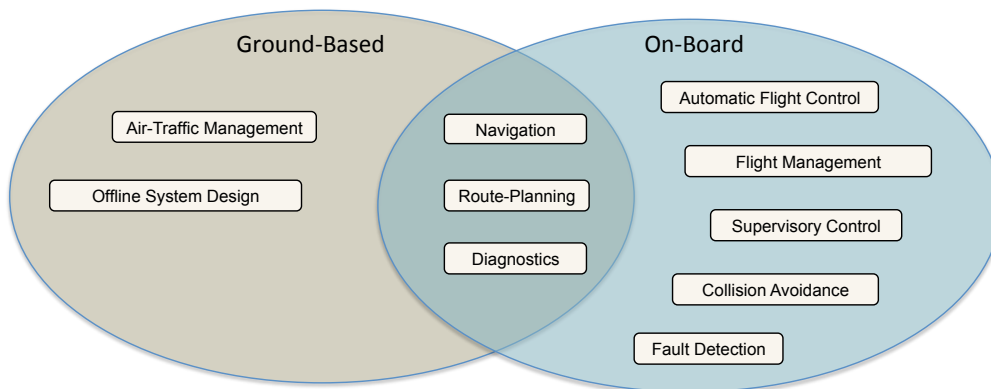 Ground-Based
On-Board
Automatic Flight Control
Air-Traffic Management
Navigation
Flight Management
Offline System Design
Route-Planning
Supervisory Control
Diagnostics
Collision Avoidance
Fault Detection